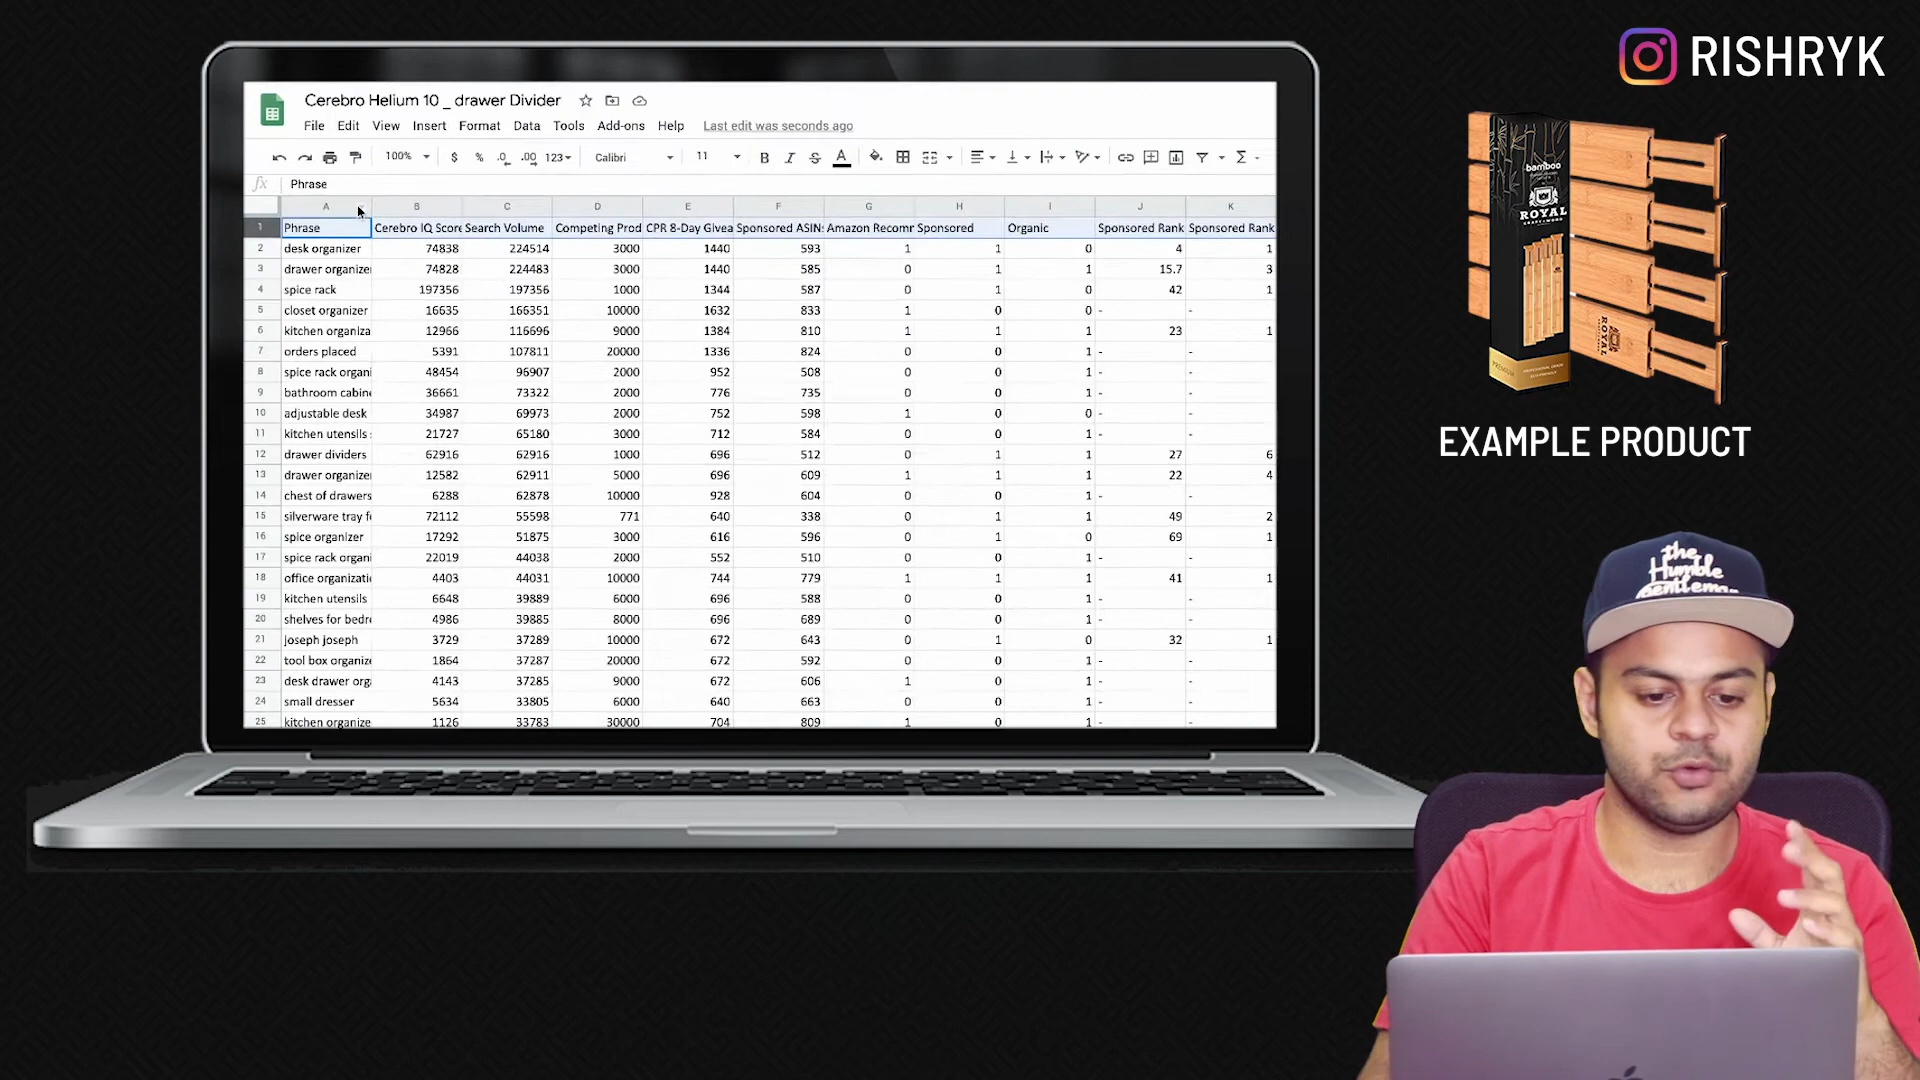 RISHRYK
Cerebro Helium 10 _ drawer Divider
File Edit View Insert Format Data Tools Add-ons Help Last edit was seconds ago
100% $ % .0 .00 123 Calibri 11 B I S A
fx Phrase
A B C D E F G H I J K
1 Phrase Cerebro IQ Score Search Volume Competing Prod CPR 8-Day Givea Sponsored ASINs Amazon Recomr Sponsored Organic Sponsored Rank Sponsored Rank
2 desk organizer 74838 224514 3000 1440 593 1 1 0 4 1
3 drawer organize 74828 224483 3000 1440 585 0 1 1 15.7 3
4 spice rack 197356 197356 1000 1344 587 0 1 0 42 1
5 closet organizer 16635 166351 10000 1632 833 1 0 0 - -
6 kitchen organiza 12966 116696 9000 1384 810 1 1 1 23 1
7 orders placed 5391 107811 20000 1336 824 0 0 1 - -
8 spice rack organi 48454 96907 2000 952 508 0 0 1 - -
9 bathroom cabine 36661 73322 2000 776 735 0 0 1 - -
10 adjustable desk 34987 69973 2000 752 598 1 0 0 - -
11 kitchen utensils 21727 65180 3000 712 584 0 0 1 - -
12 drawer dividers 62916 62916 1000 696 512 0 1 1 27 6
13 drawer organize 12582 62911 5000 696 609 1 1 1 22 4
14 chest of drawers 6288 62878 10000 928 604 0 0 1 - -
15 silverware tray f 72112 55598 771 640 338 0 1 1 49 2
16 spice organizer 17292 51875 3000 616 596 0 1 0 69 1
17 spice rack organi 22019 44038 2000 552 510 0 0 1 - -
18 office organizati 4403 44031 10000 744 779 1 1 1 41 1
19 kitchen utensils 6648 39889 6000 696 588 0 0 1 - -
20 shelves for bedr 4986 39885 8000 696 689 0 0 1 - -
21 joseph joseph 3729 37289 10000 672 643 0 1 0 32 1
22 tool box organize 1864 37287 20000 672 592 0 0 1 - -
23 desk drawer org 4143 37285 9000 672 606 1 0 1 - -
24 small dresser 5634 33805 6000 640 663 0 0 1 - -
25 kitchen organize 1126 33783 30000 704 809 1 0 1 - -
bamboo
ROYAL
PREMIUM
ROYAL
EXAMPLE PRODUCT
the
Humble
Gentleman